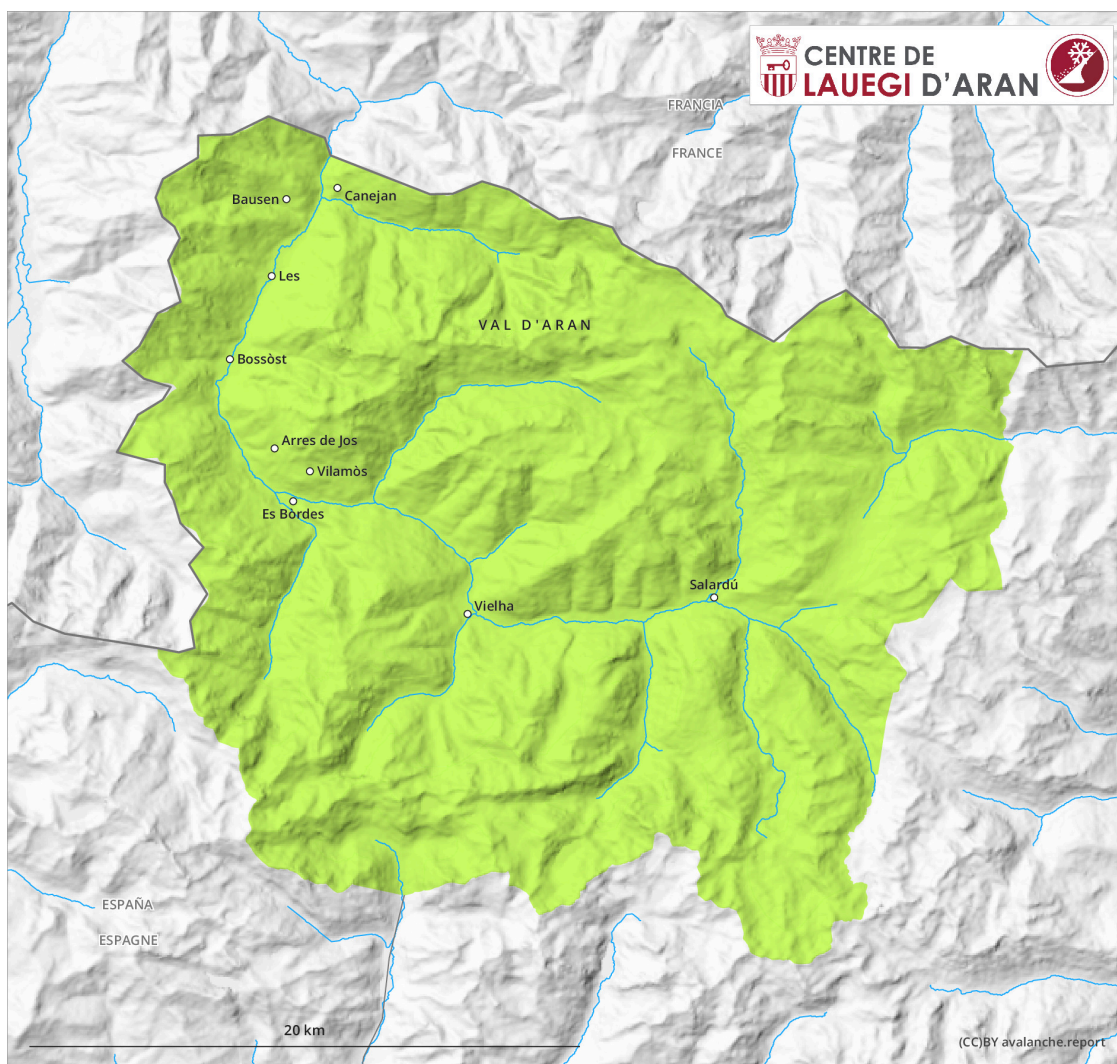 CENTRE DE
LAUEGI D'ARAN
FRANCIA
FRANCE
Bausen
Canejan
Les
VAL D'ARAN
Bossòst
Arres de Jos
Vilamòs
Es Bòrdes
Salardú
Vielha
ESPAÑA
ESPAGNE
20 km
(CC)BY avalanche.report